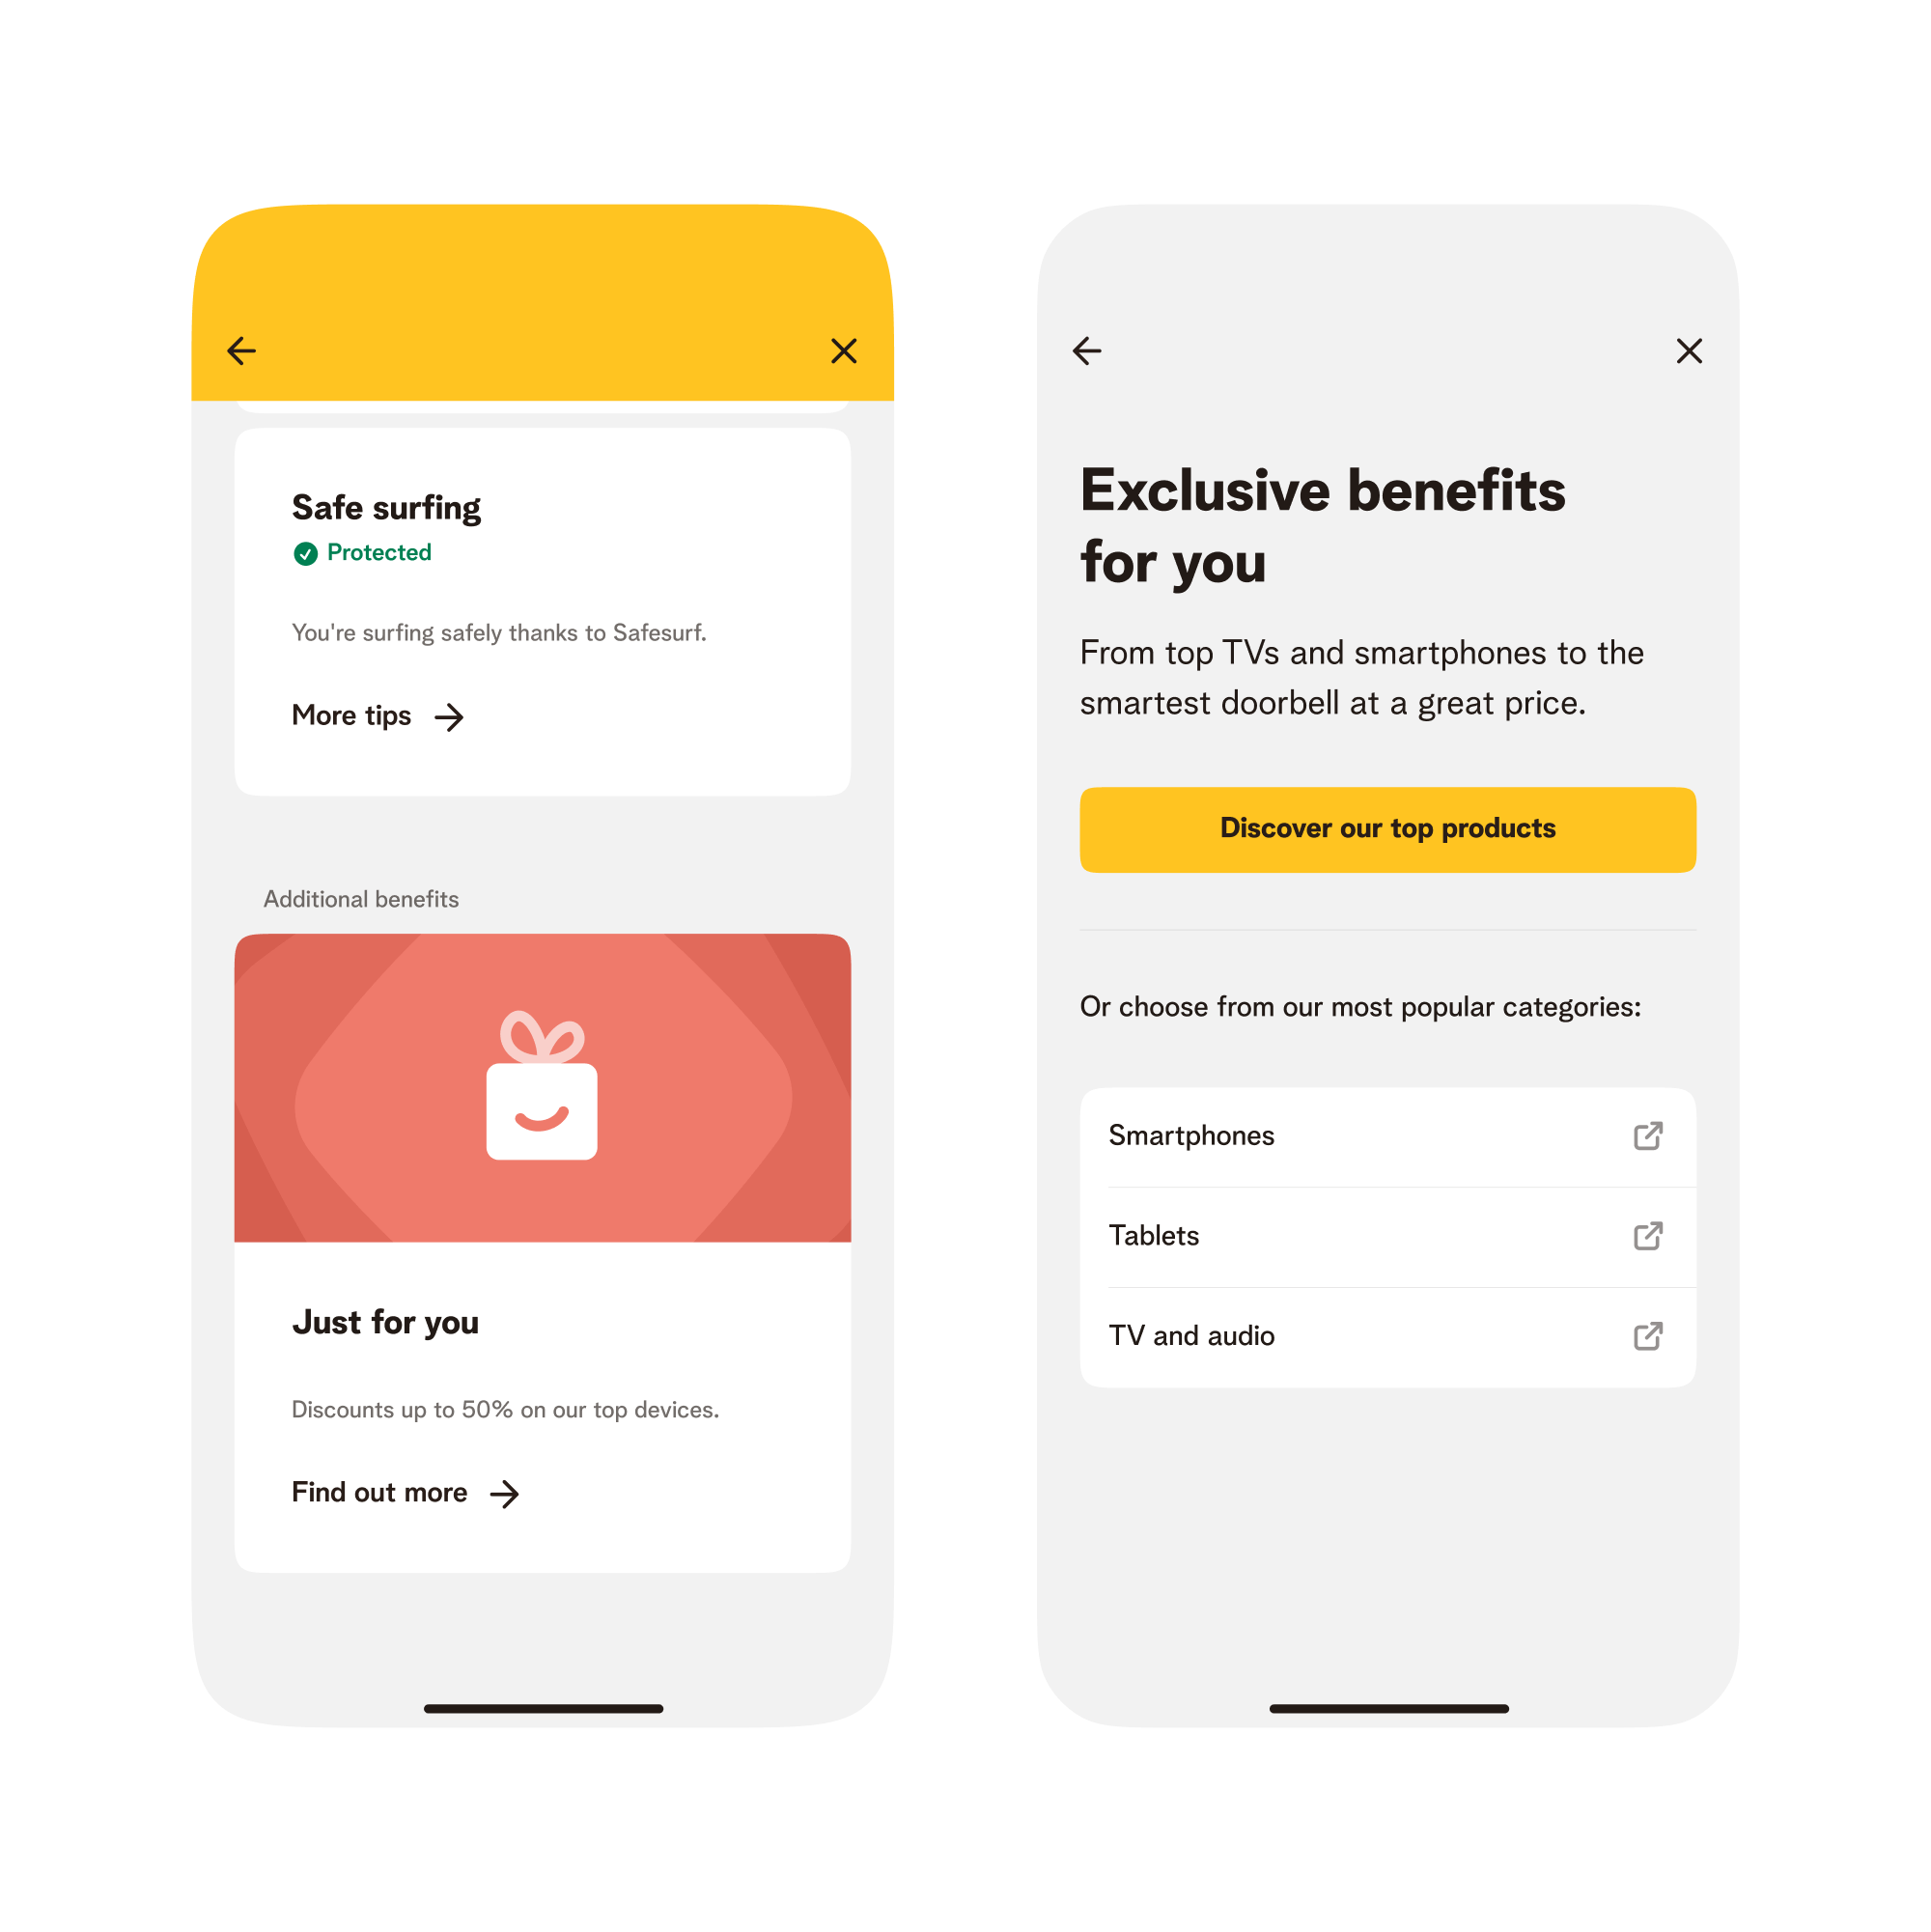 Safe surfing
Protected
You're surfing safely thanks to Safesurf.
More tips
Additional benefits
Just for you
Discounts up to 50% on our top devices.
Find out more
Exclusive benefits
for you
From top TVs and smartphones to the
smartest doorbell at a great price.
Discover our top products
Or choose from our most popular categories:
Smartphones
Tablets
TV and audio